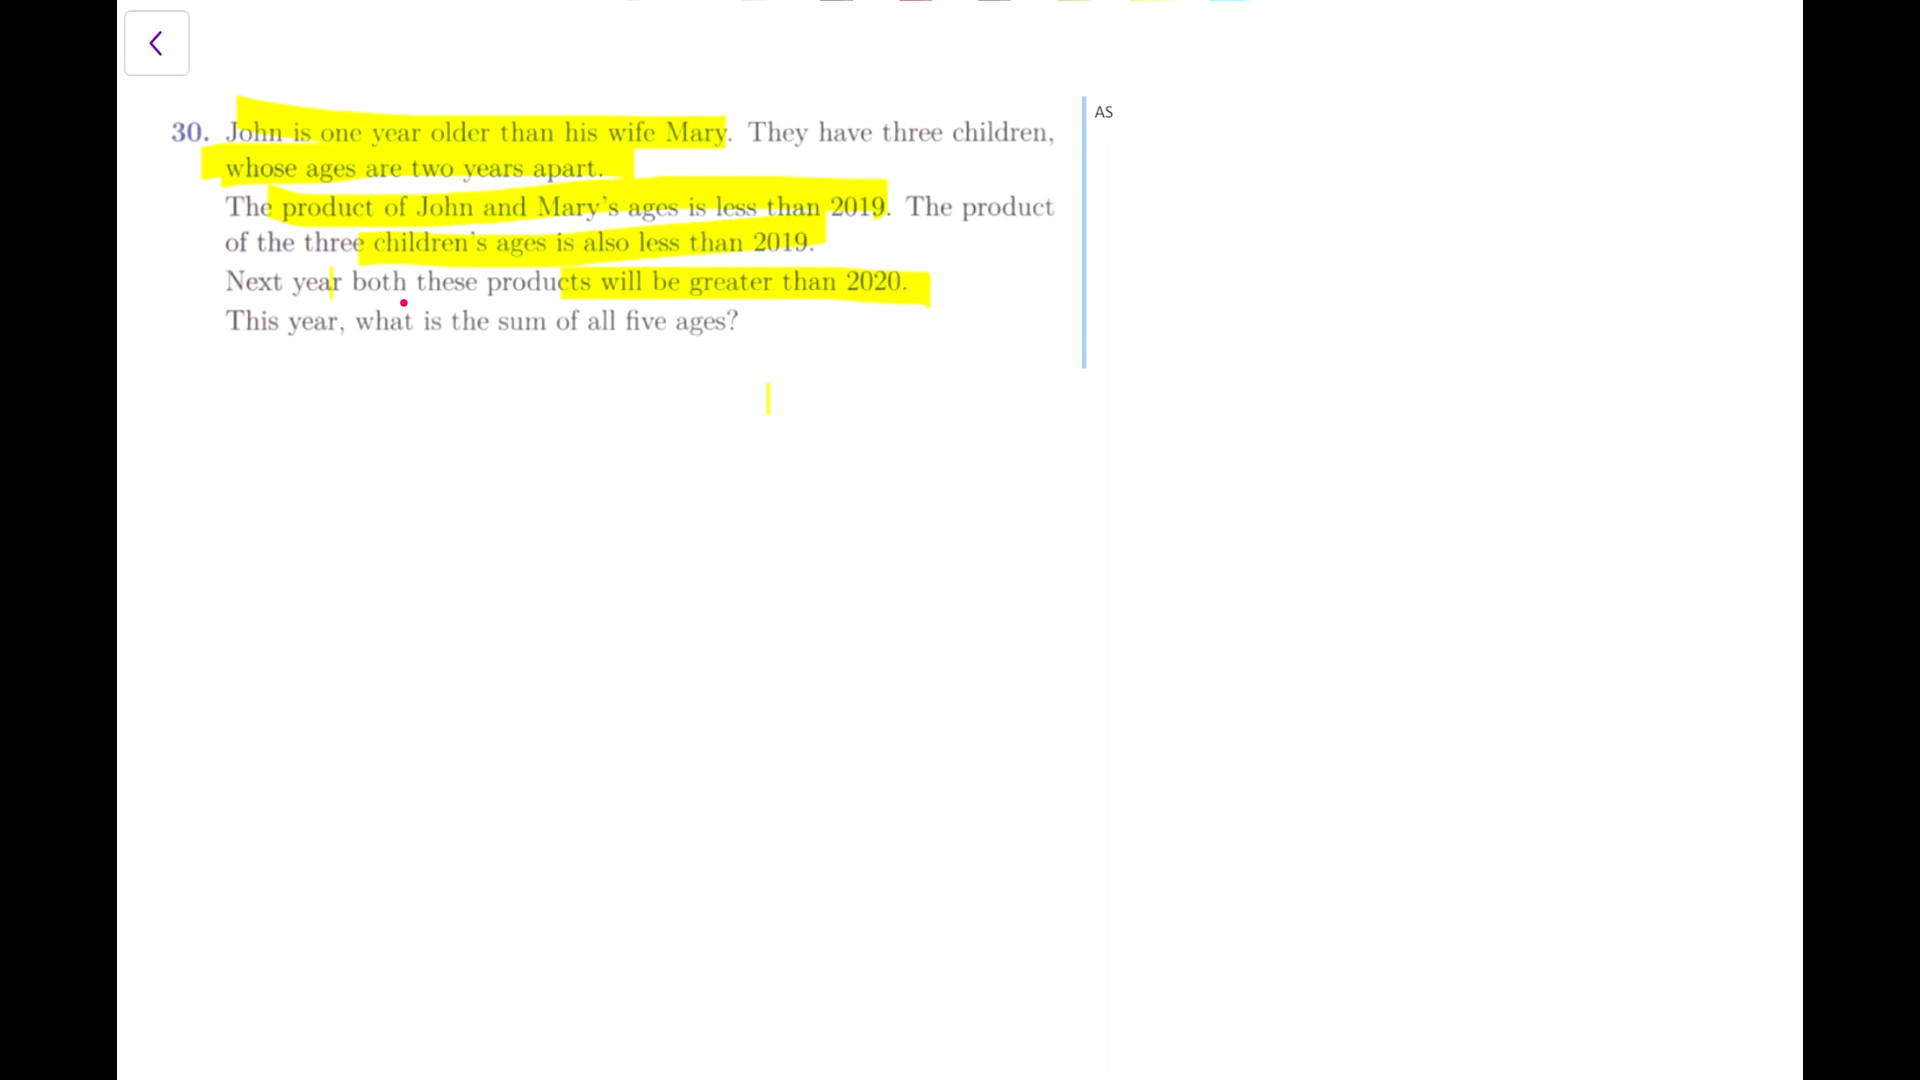 AS
30. John is one year older than his wife Mary. They have three children,
whose ages are two years apart.
The product of John and Mary's ages is less than 2019. The product
of the three children's ages is also less than 2019.
Next year both these products will be greater than 2020.
This year, what is the sum of all five ages?